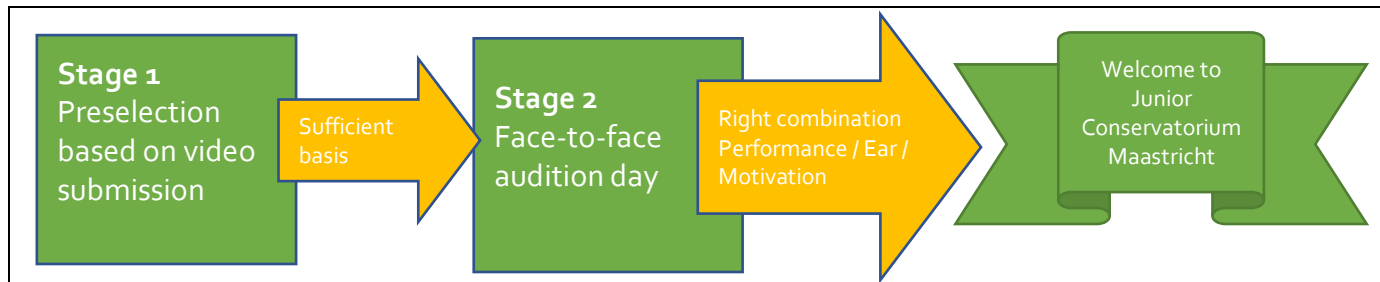 Stage 1
Preselection
based on video
submission
Sufficient
basis
Stage 2
Face-to-face
audition day
Right combination
Performance / Ear /
Motivation
Welcome to
Junior
Conservatorium
Maastricht